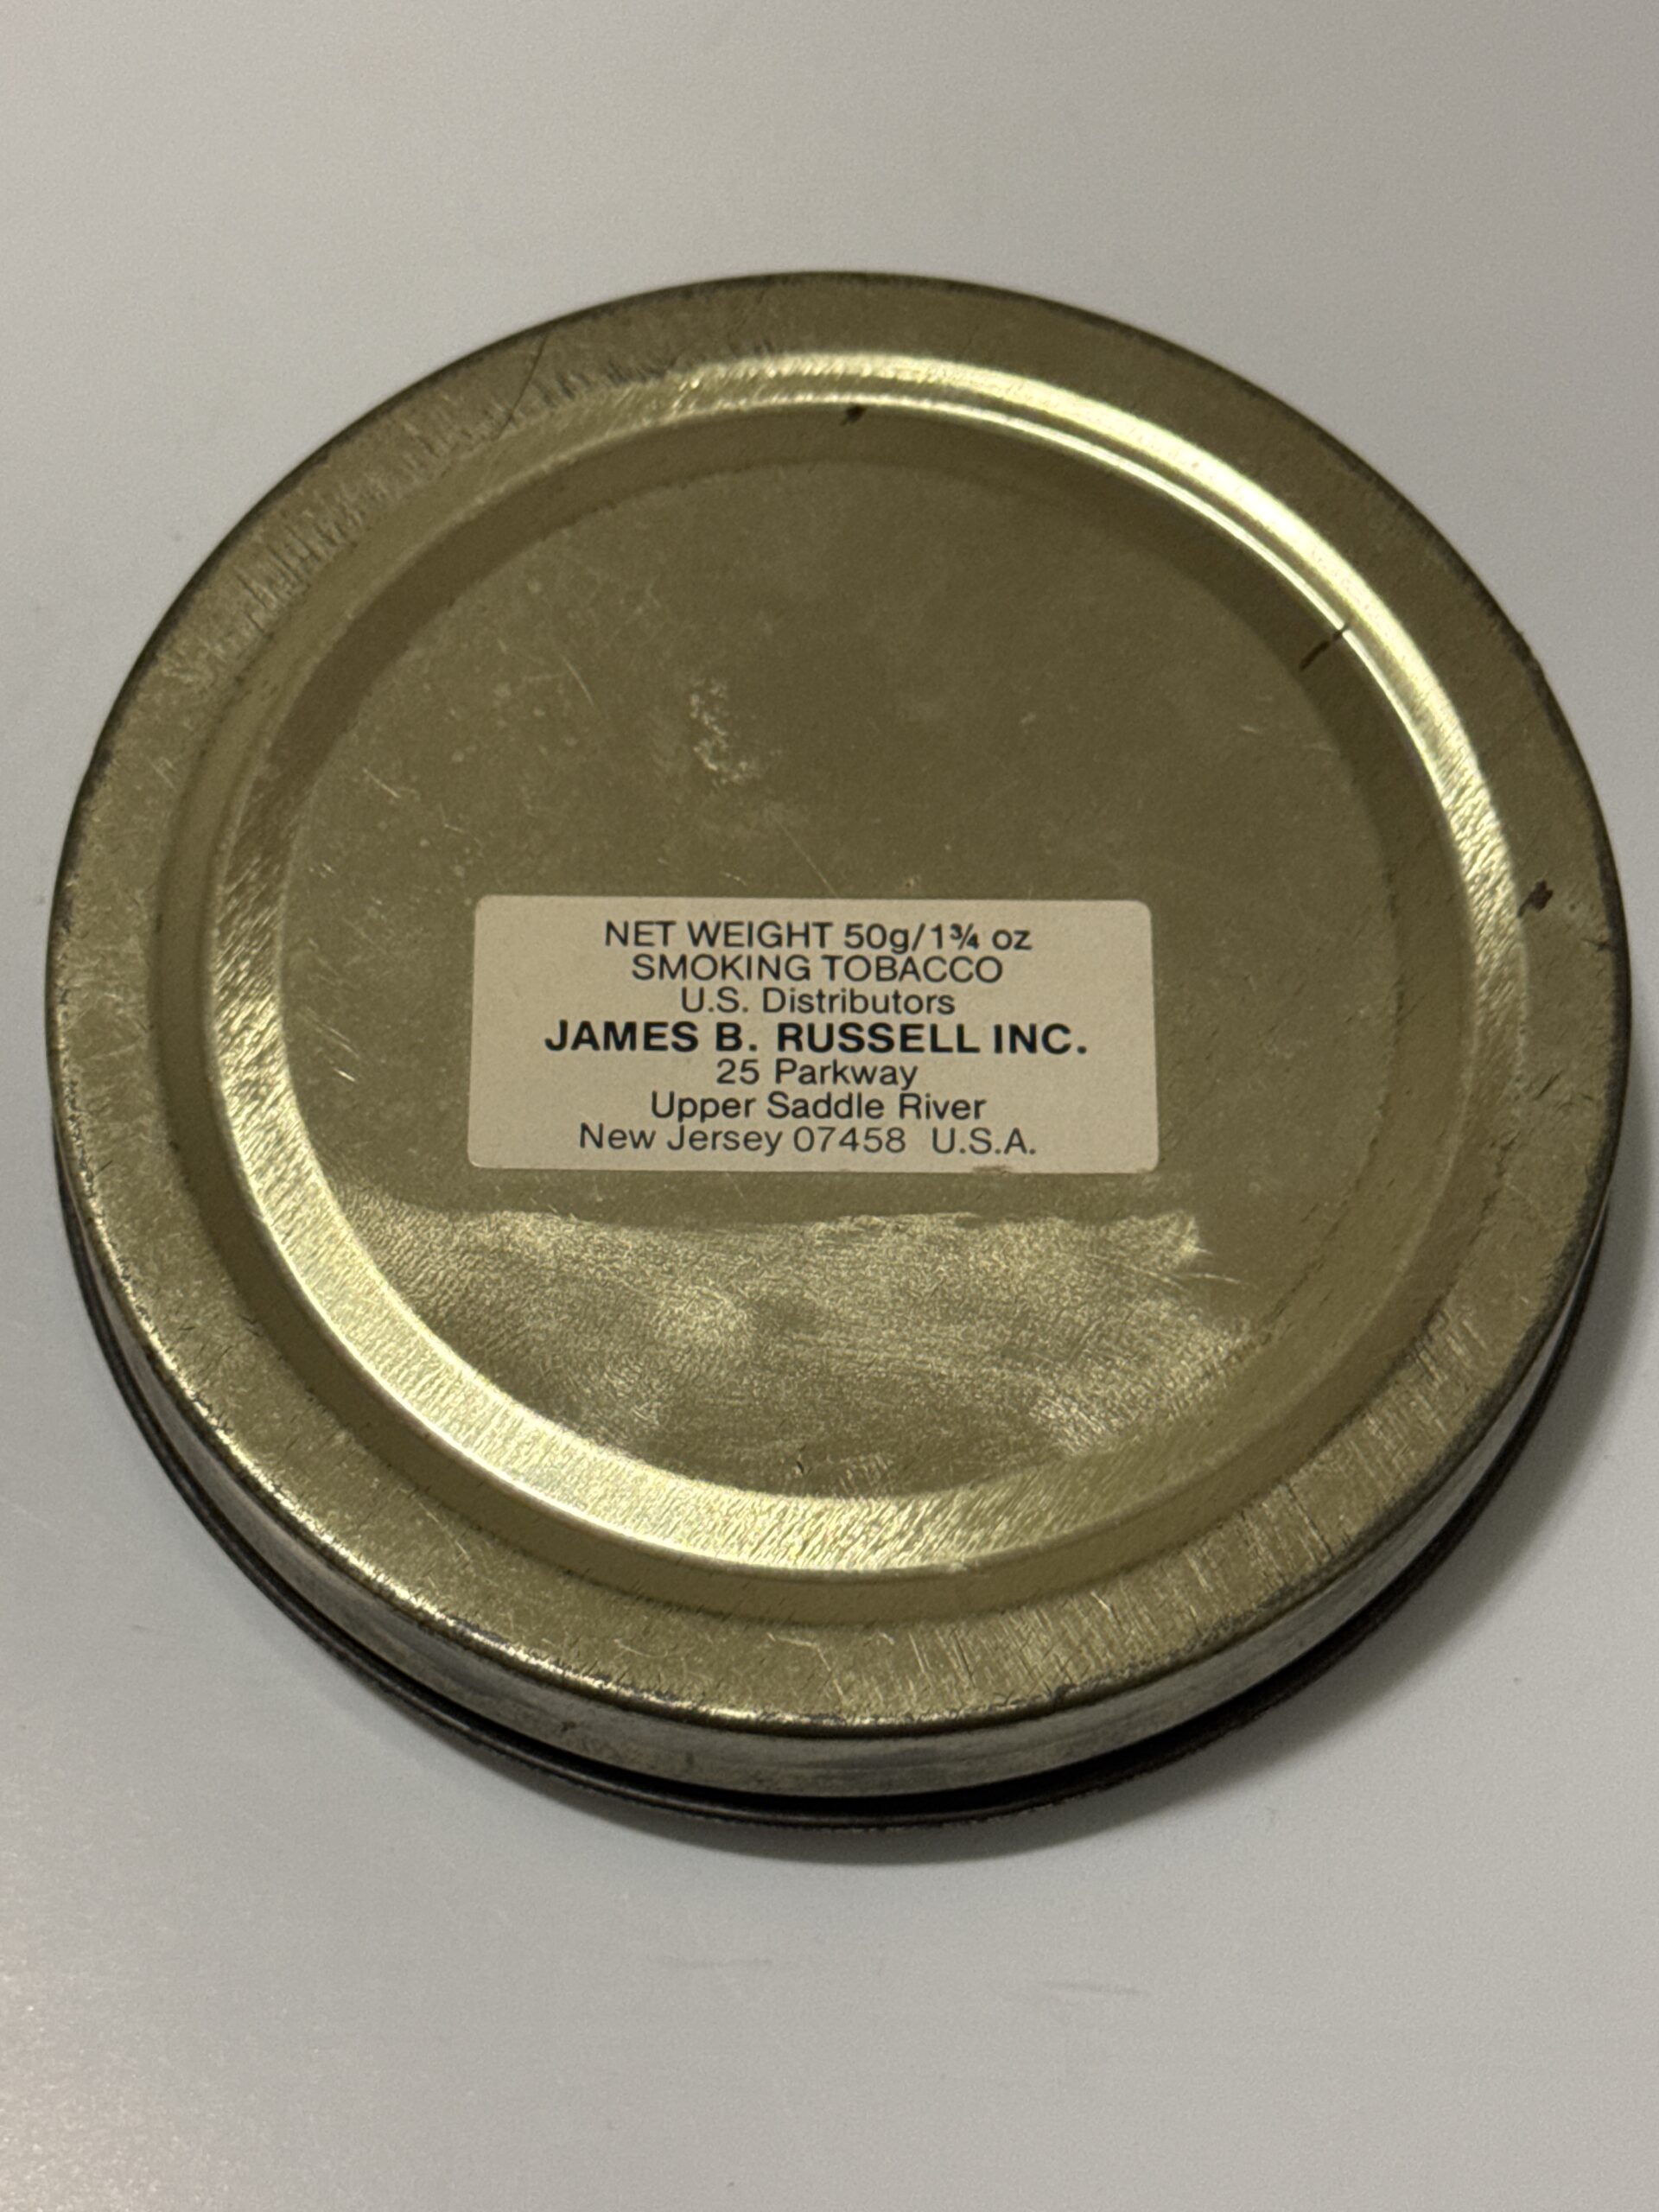 NET WEIGHT 50g/1¾ oz
SMOKING TOBACCO
U.S. Distributors
JAMES B. RUSSELL INC.
25 Parkway
Upper Saddle River
New Jersey 07458 U.S.A.